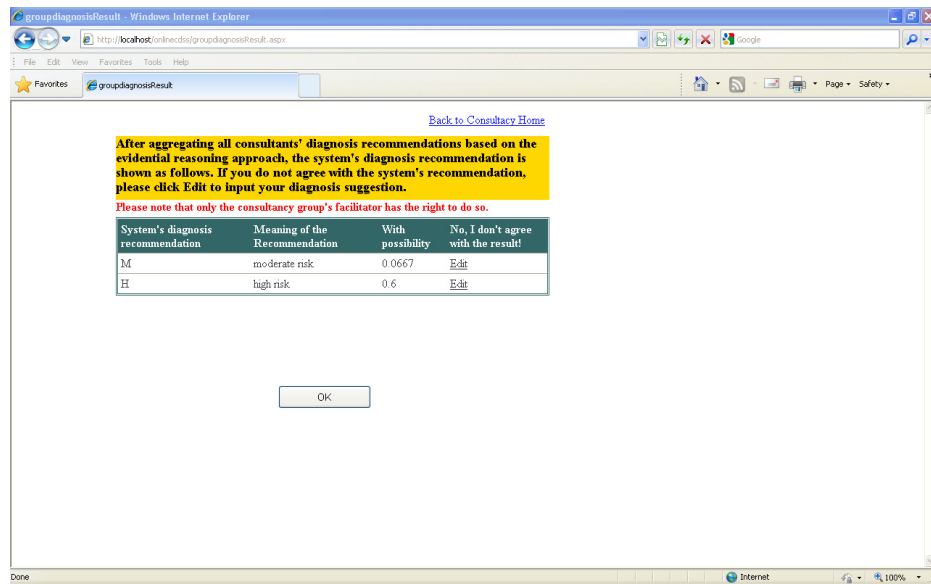 groupdiagnosisResult - Windows Internet Explorer
http://localhost/onlinecdss/groupdiagnosisResult.aspx
Google
File Edit View Favorites Tools Help
Favorites groupdiagnosisResult Page Safety
Back to Consultacy Home
After aggregating all consultants' diagnosis recommendations based on the
evidential reasoning approach, the system's diagnosis recommendation is
shown as follows. If you do not agree with the system's recommendation,
please click Edit to input your diagnosis suggestion.
Please note that only the consultancy group's facilitator has the right to do so.
System's diagnosis Meaning of the With No, I don't agree
recommendation Recommendation possibility with the result!
M moderate risk 0.0667 Edit
H high risk 0.6 Edit
OK
Done Internet 100%